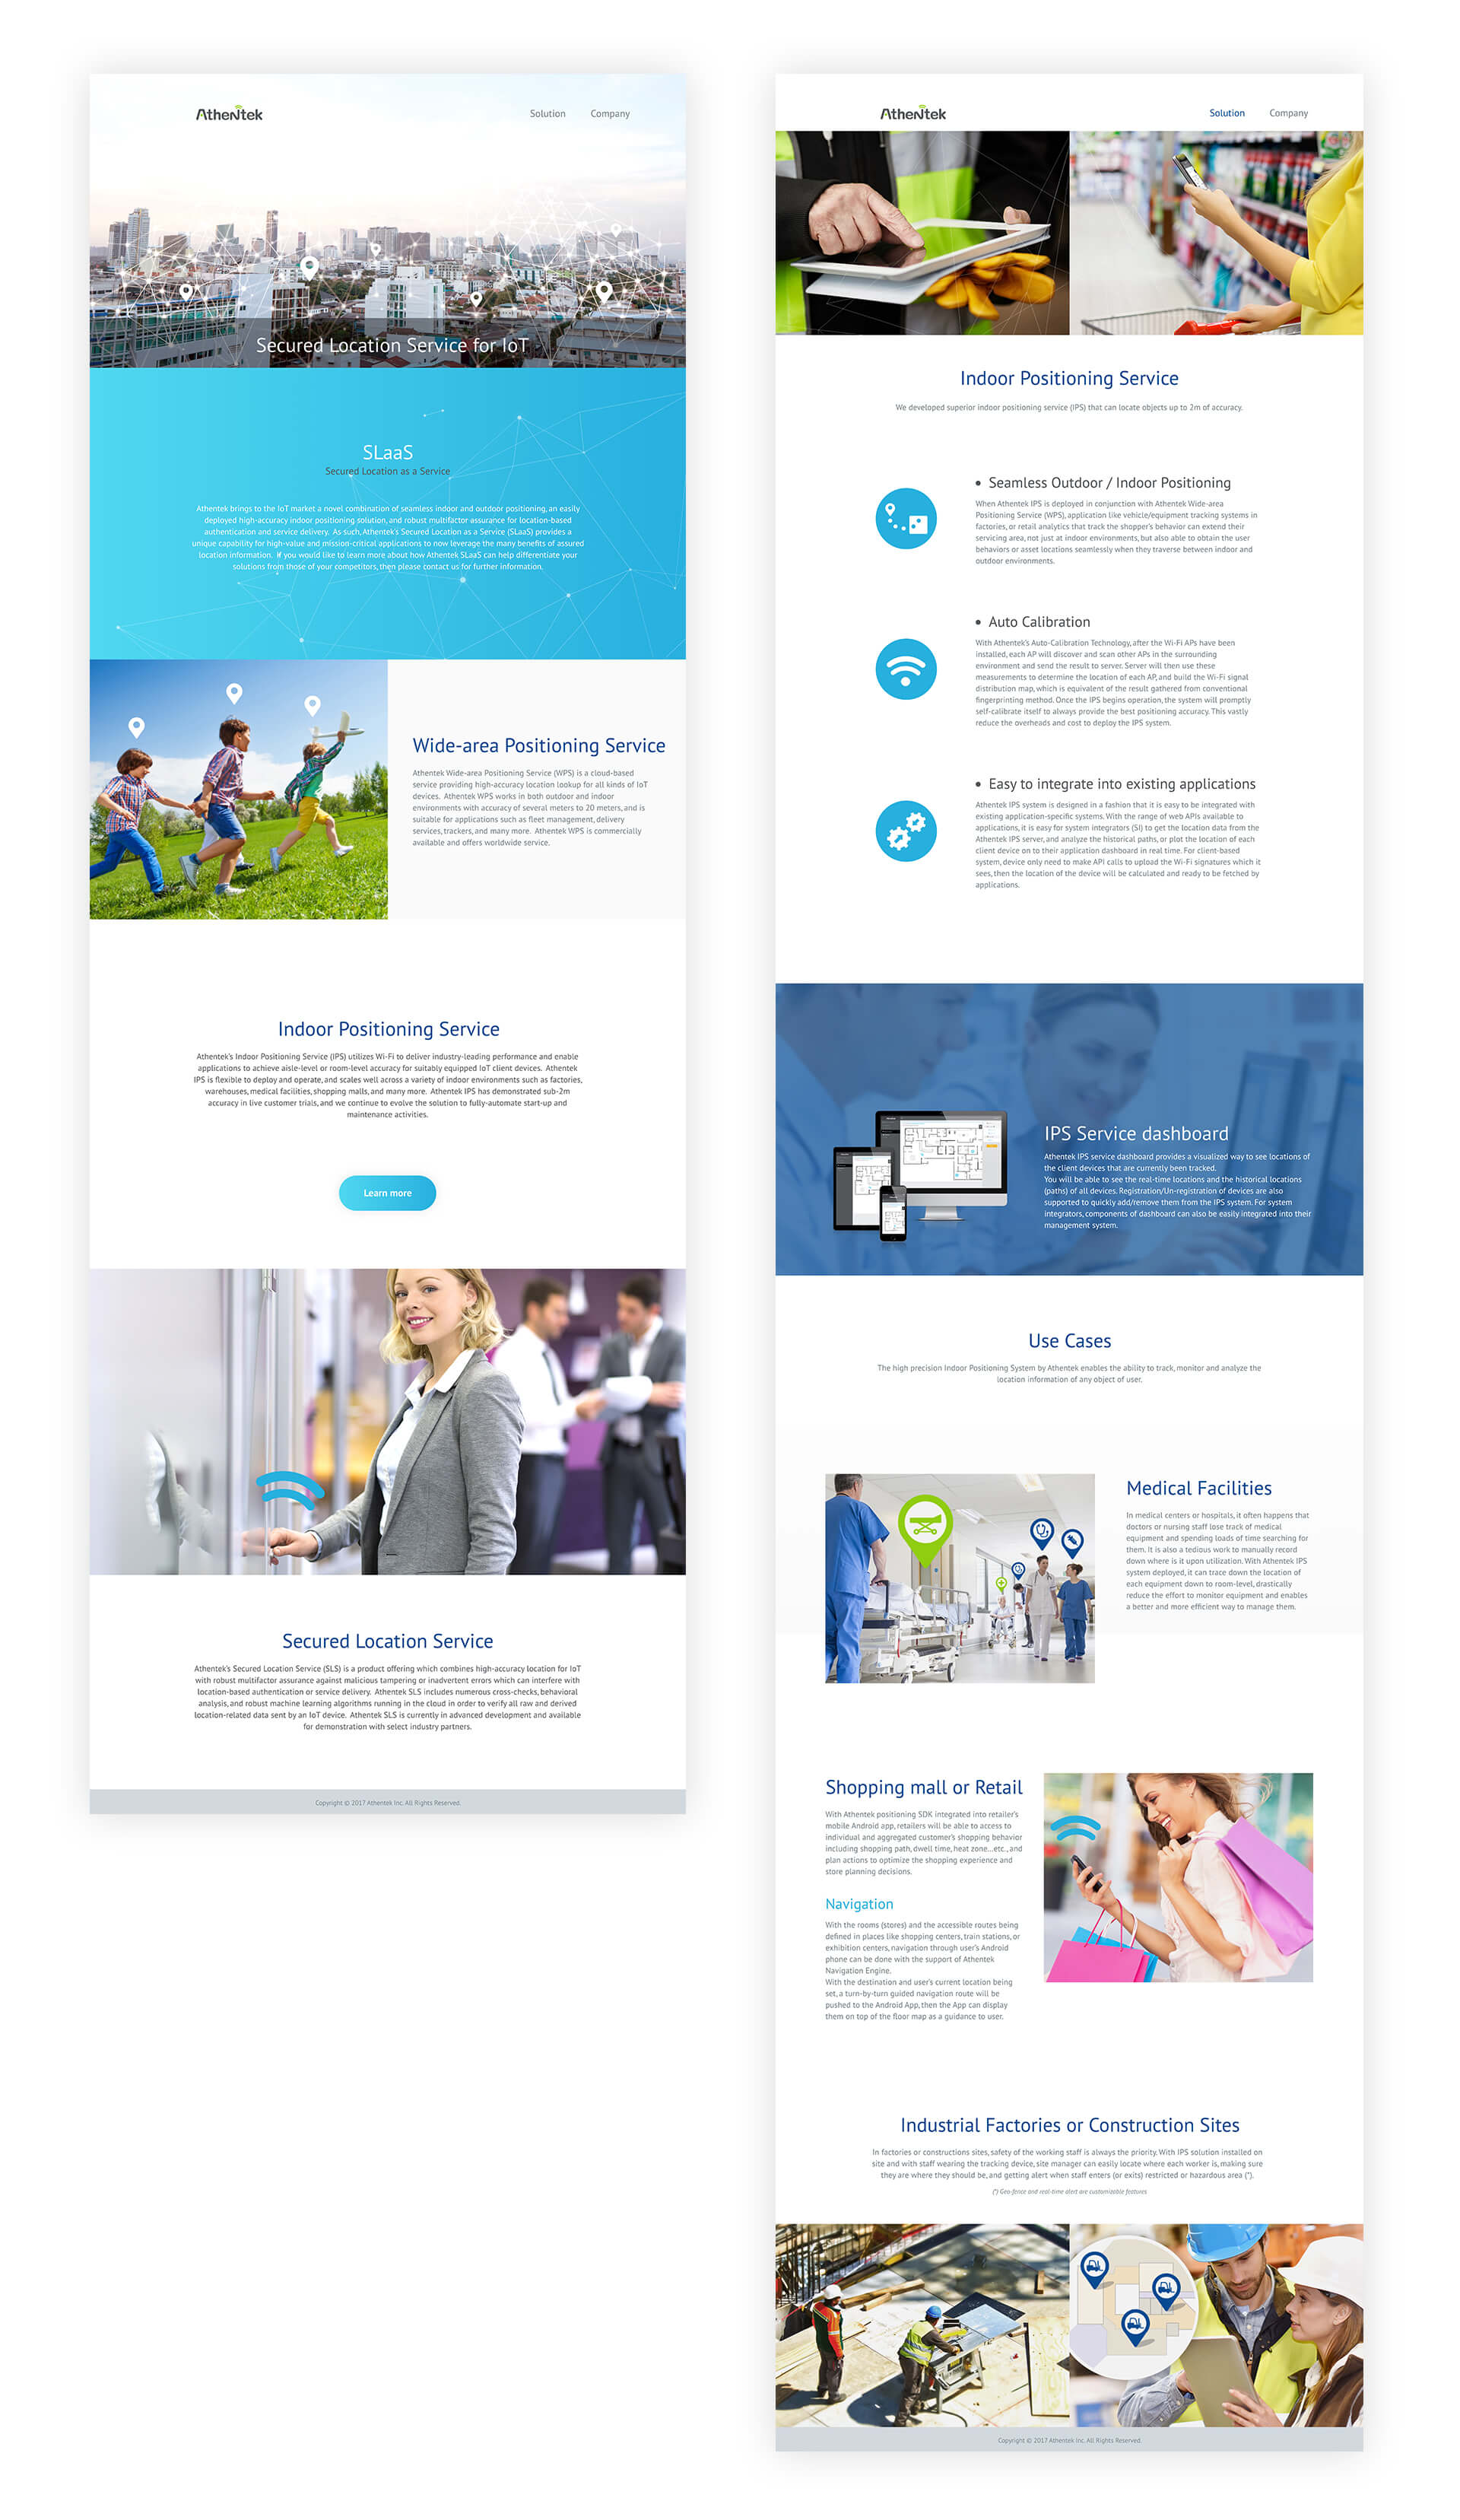 Athentek
Solution
Company
Secured Location Service for IoT
SLaaS
Secured Location as a Service
Athentek brings to the IoT market a novel combination of seamless indoor and outdoor positioning, an easily
deployed high-accuracy indoor positioning solution, and robust multifactor assurance for location-based
authentication and service delivery.  As such, Athentek's Secured Location as a Service (SLaaS) provides a
unique capability for high-value and mission-critical applications to now leverage the many benefits of assured
location information.  If you would like to learn more about how Athentek SLaaS can help differentiate your
solutions from those of your competitors, then please contact us for further information.
Wide-area Positioning Service
Athentek Wide-area Positioning Service (WPS) is a cloud-based
service providing high-accuracy location lookup for all kinds of IoT
devices.  Athentek WPS works in both outdoor and indoor
environments with accuracy of several meters to 20 meters, and is
suitable for applications such as fleet management, delivery
services, trackers, and many more.  Athentek WPS is commercially
available and offers worldwide service.
Indoor Positioning Service
Athentek's Indoor Positioning Service (IPS) utilizes Wi-Fi to deliver industry-leading performance and enable
applications to achieve aisle-level or room-level accuracy for suitably equipped IoT client devices.  Athentek
IPS is flexible to deploy and operate, and scales well across a variety of indoor environments such as factories,
warehouses, medical facilities, shopping malls, and many more.  Athentek IPS has demonstrated sub-2m
accuracy in live customer trials, and we continue to evolve the solution to fully-automate start-up and
maintenance activities.
Learn more
Secured Location Service
Athentek's Secured Location Service (SLS) is a product offering which combines high-accuracy location for IoT
with robust multifactor assurance against malicious tampering or inadvertent errors which can interfere with
location-based authentication or service delivery.  Athentek SLS includes numerous cross-checks, behavioral
analysis, and robust machine learning algorithms running in the cloud in order to verify all raw and derived
location-related data sent by an IoT device.  Athentek SLS is currently in advanced development and available
for demonstration with select industry partners.
Copyright © 2017 Athentek Inc. All Rights Reserved.
Athentek
Solution
Company
Indoor Positioning Service
We developed superior indoor positioning service (IPS) that can locate objects up to 2m of accuracy.
• Seamless Outdoor / Indoor Positioning
When Athentek IPS is deployed in conjunction with Athentek Wide-area
Positioning Service (WPS), application like vehicle/equipment tracking systems in
factories, or retail analytics that track the shopper's behavior can extend their
servicing area, not just at indoor environments, but also able to obtain the user
behaviors or asset locations seamlessly when they traverse between indoor and
outdoor environments.
• Auto Calibration
With Athentek's Auto-Calibration Technology, after the Wi-Fi APs have been
installed, each AP will discover and scan other APs in the surrounding
environment and send the result to server. Server will then use these
measurements to determine the location of each AP, and build the Wi-Fi signal
distribution map, which is equivalent of the result gathered from conventional
fingerprinting method. Once the IPS begins operation, the system will promptly
self-calibrate itself to always provide the best positioning accuracy. This vastly
reduce the overheads and cost to deploy the IPS system.
• Easy to integrate into existing applications
Athentek IPS system is designed in a fashion that it is easy to be integrated with
existing application-specific systems. With the range of web APIs available to
applications, it is easy for system integrators (SI) to get the location data from the
Athentek IPS server, and analyze the historical paths, or plot the location of each
client device on to their application dashboard in real time. For client-based
system, device only need to make API calls to upload the Wi-Fi signatures which it
sees, then the location of the device will be calculated and ready to be fetched by
applications.
IPS Service dashboard
Athentek IPS service dashboard provides a visualized way to see locations of
the client devices that are currently been tracked.
You will be able to see the real-time locations and the historical locations
(paths) of all devices. Registration/Un-registration of devices are also
supported to quickly add/remove them from the IPS system. For system
integrators, components of dashboard can also be easily integrated into their
management system.
Use Cases
The high precision Indoor Positioning System by Athentek enables the ability to track, monitor and analyze the
location information of any object of user.
Medical Facilities
In medical centers or hospitals, it often happens that
doctors or nursing staff lose track of medical
equipment and spending loads of time searching for
them. It is also a tedious work to manually record
down where is it upon utilization. With Athentek IPS
system deployed, it can trace down the location of
each equipment down to room-level, drastically
reduce the effort to monitor equipment and enables
a better and more efficient way to manage them.
Shopping mall or Retail
With Athentek positioning SDK integrated into retailer's
mobile Android app, retailers will be able to access to
individual and aggregated customer's shopping behavior
including shopping path, dwell time, heat zone...etc., and
plan actions to optimize the shopping experience and
store planning decisions.
Navigation
With the rooms (stores) and the accessible routes being
defined in places like shopping centers, train stations, or
exhibition centers, navigation through user's Android
phone can be done with the support of Athentek
Navigation Engine.
With the destination and user's current location being
set, a turn-by-turn guided navigation route will be
pushed to the Android App, then the App can display
them on top of the floor map as a guidance to user.
Industrial Factories or Construction Sites
In factories or constructions sites, safety of the working staff is always the priority. With IPS solution installed on
site and with staff wearing the tracking device, site manager can easily locate where each worker is, making sure
they are where they should be, and getting alert when staff enters (or exits) restricted or hazardous area (*).
(*) Geo-fence and real-time alert are customizable features
Copyright © 2017 Athentek Inc. All Rights Reserved.